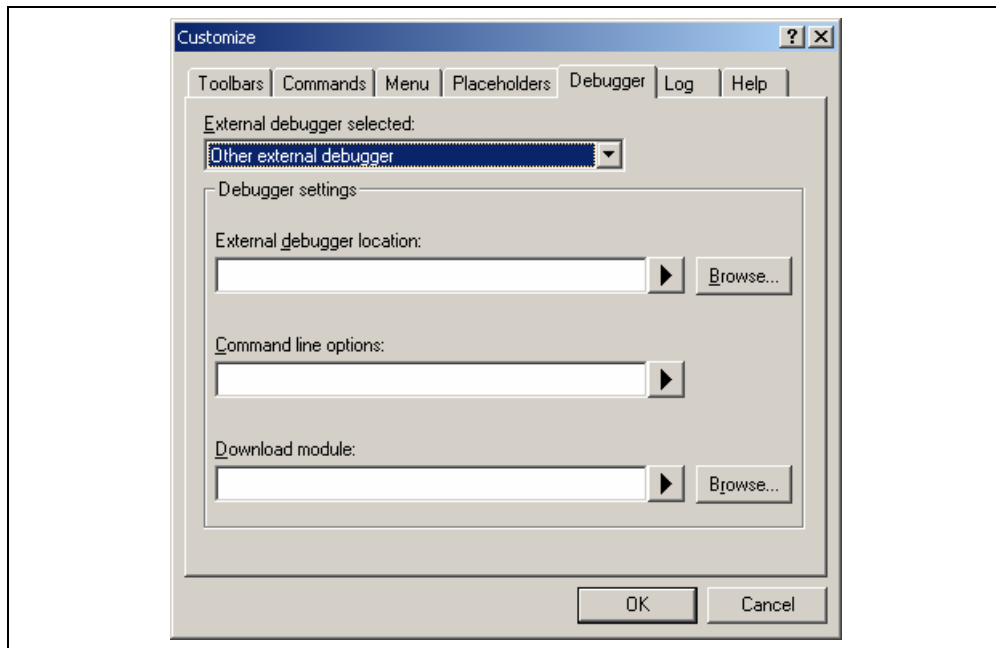 Customize
Toolbars Commands Menu Placeholders Debugger Log Help
External debugger selected:
Other external debugger
Debugger settings
External debugger location:
Browse...
Command line options:
Download module:
Browse...
OK Cancel